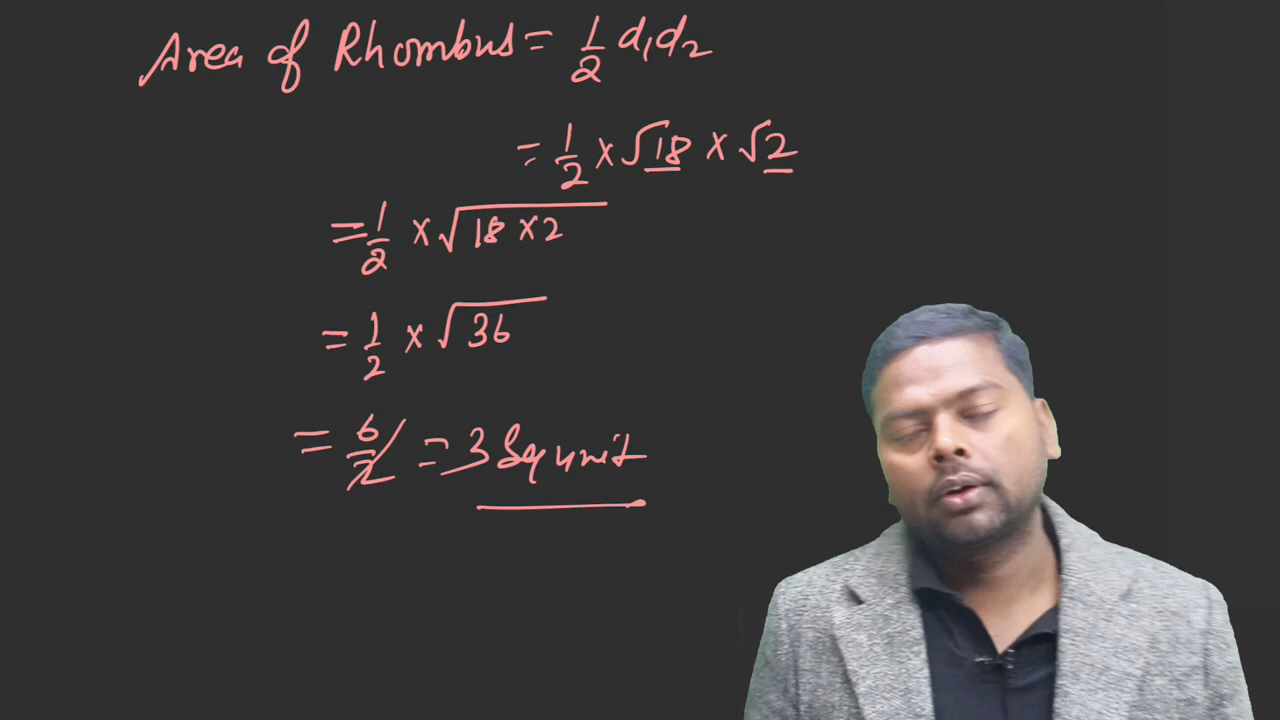 Area of Rhombus = 1/2 d₁d₂
= 1/2 × √18 × √2
= 1/2 × √18 × 2
= 1/2 × √36
= 6/2 = 3 Sq unit